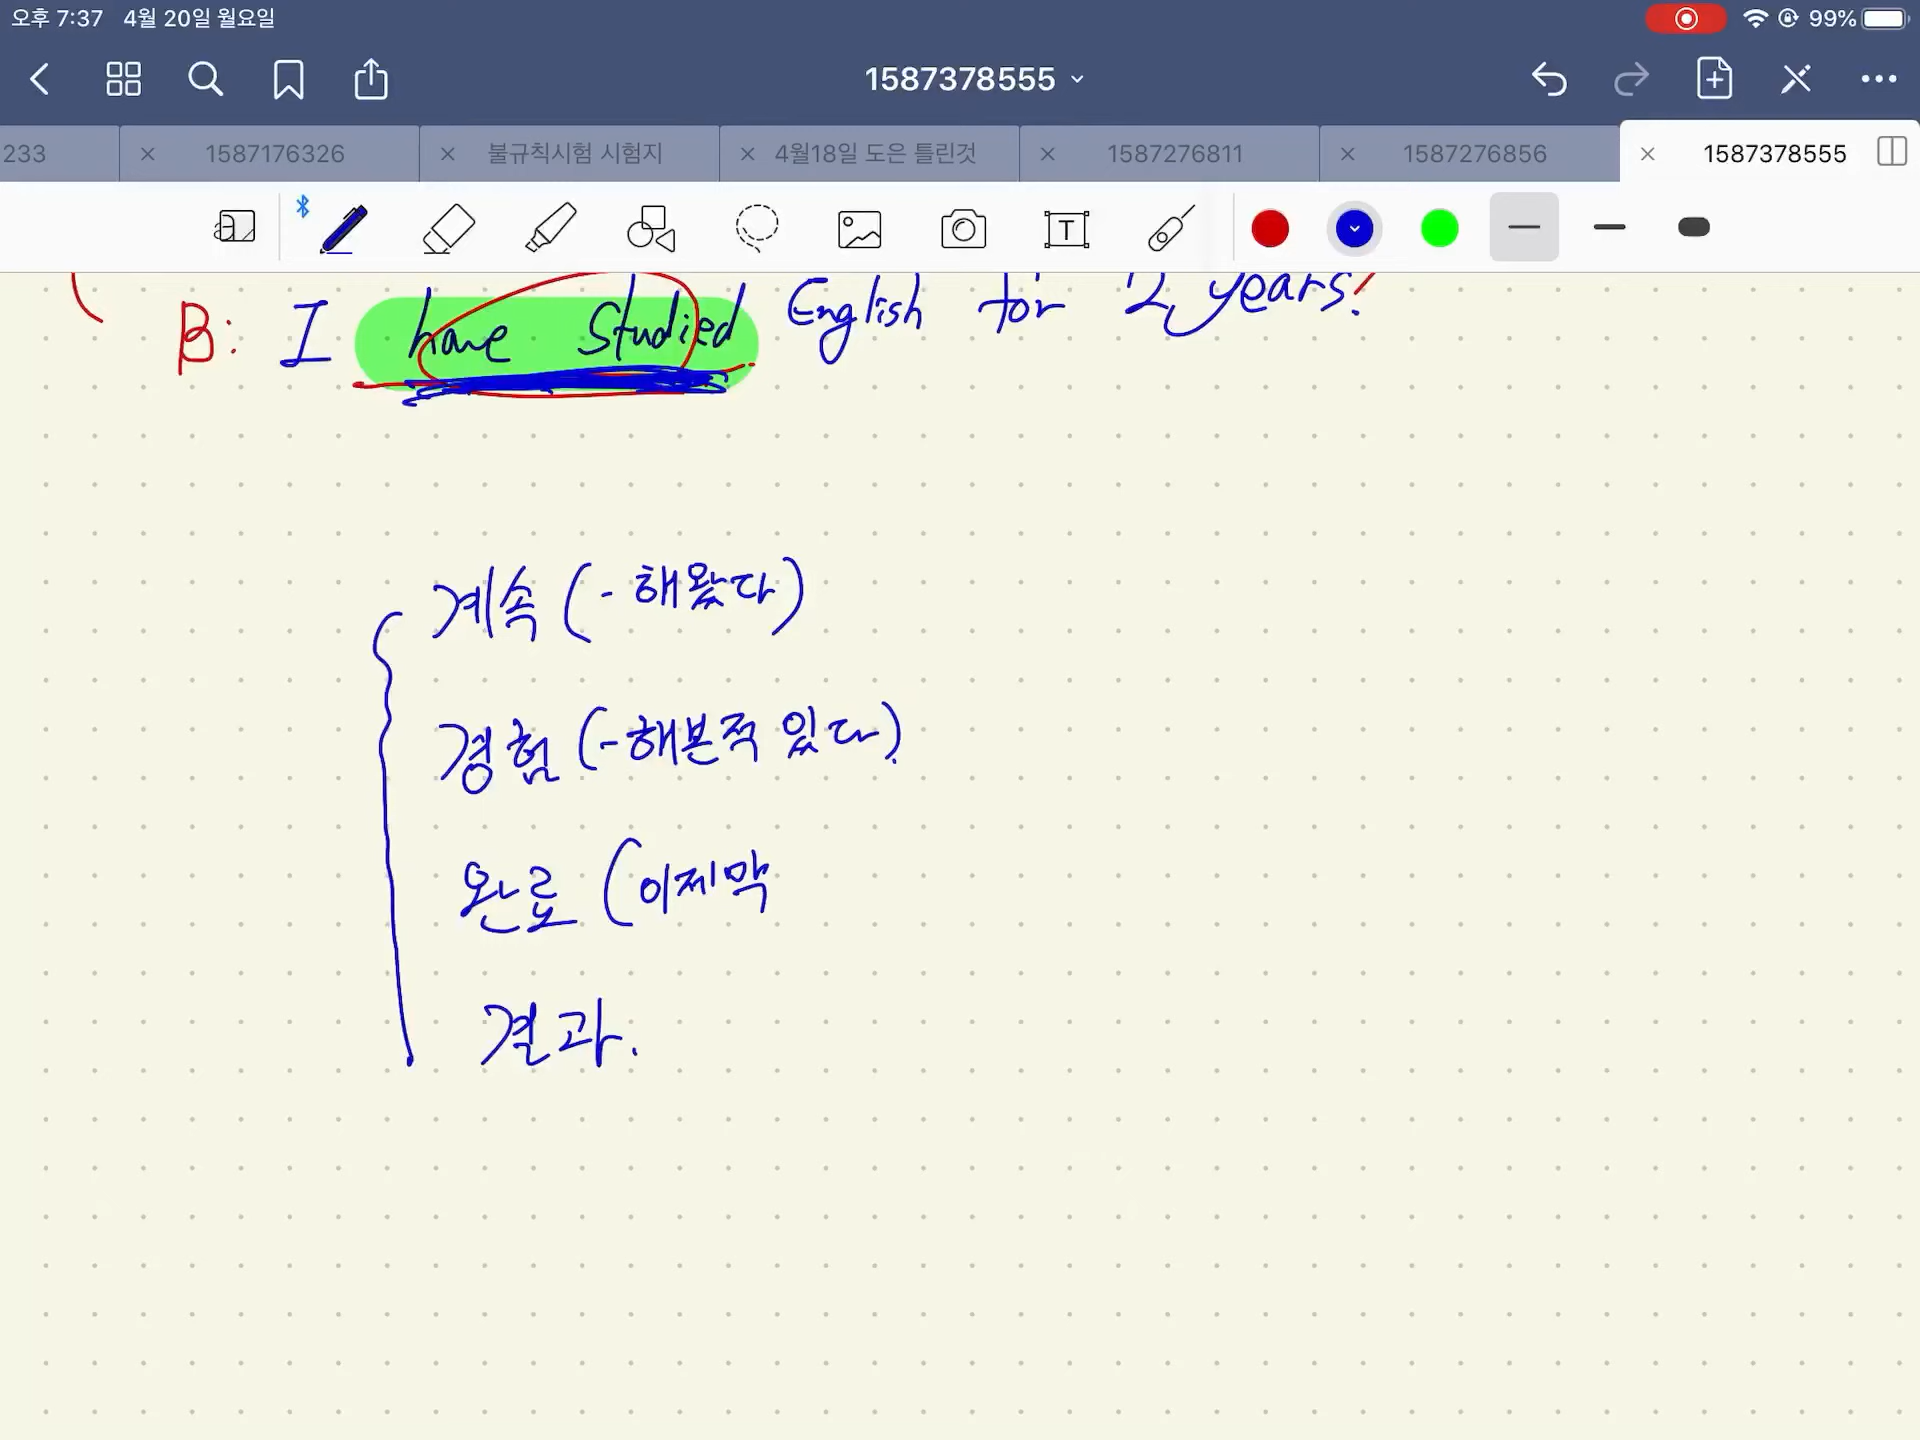 오후 7:37 4월 20일 월요일 99%
1587378555
233 1587176326 불규칙시험 시험지 4월18일 도은 틀린것 1587276811 1587276856 1587378555
B: I have studied English for 2 years!
계속 (- 해왔다)
경험 (-해본적 있다).
완료 (이제막
결과.